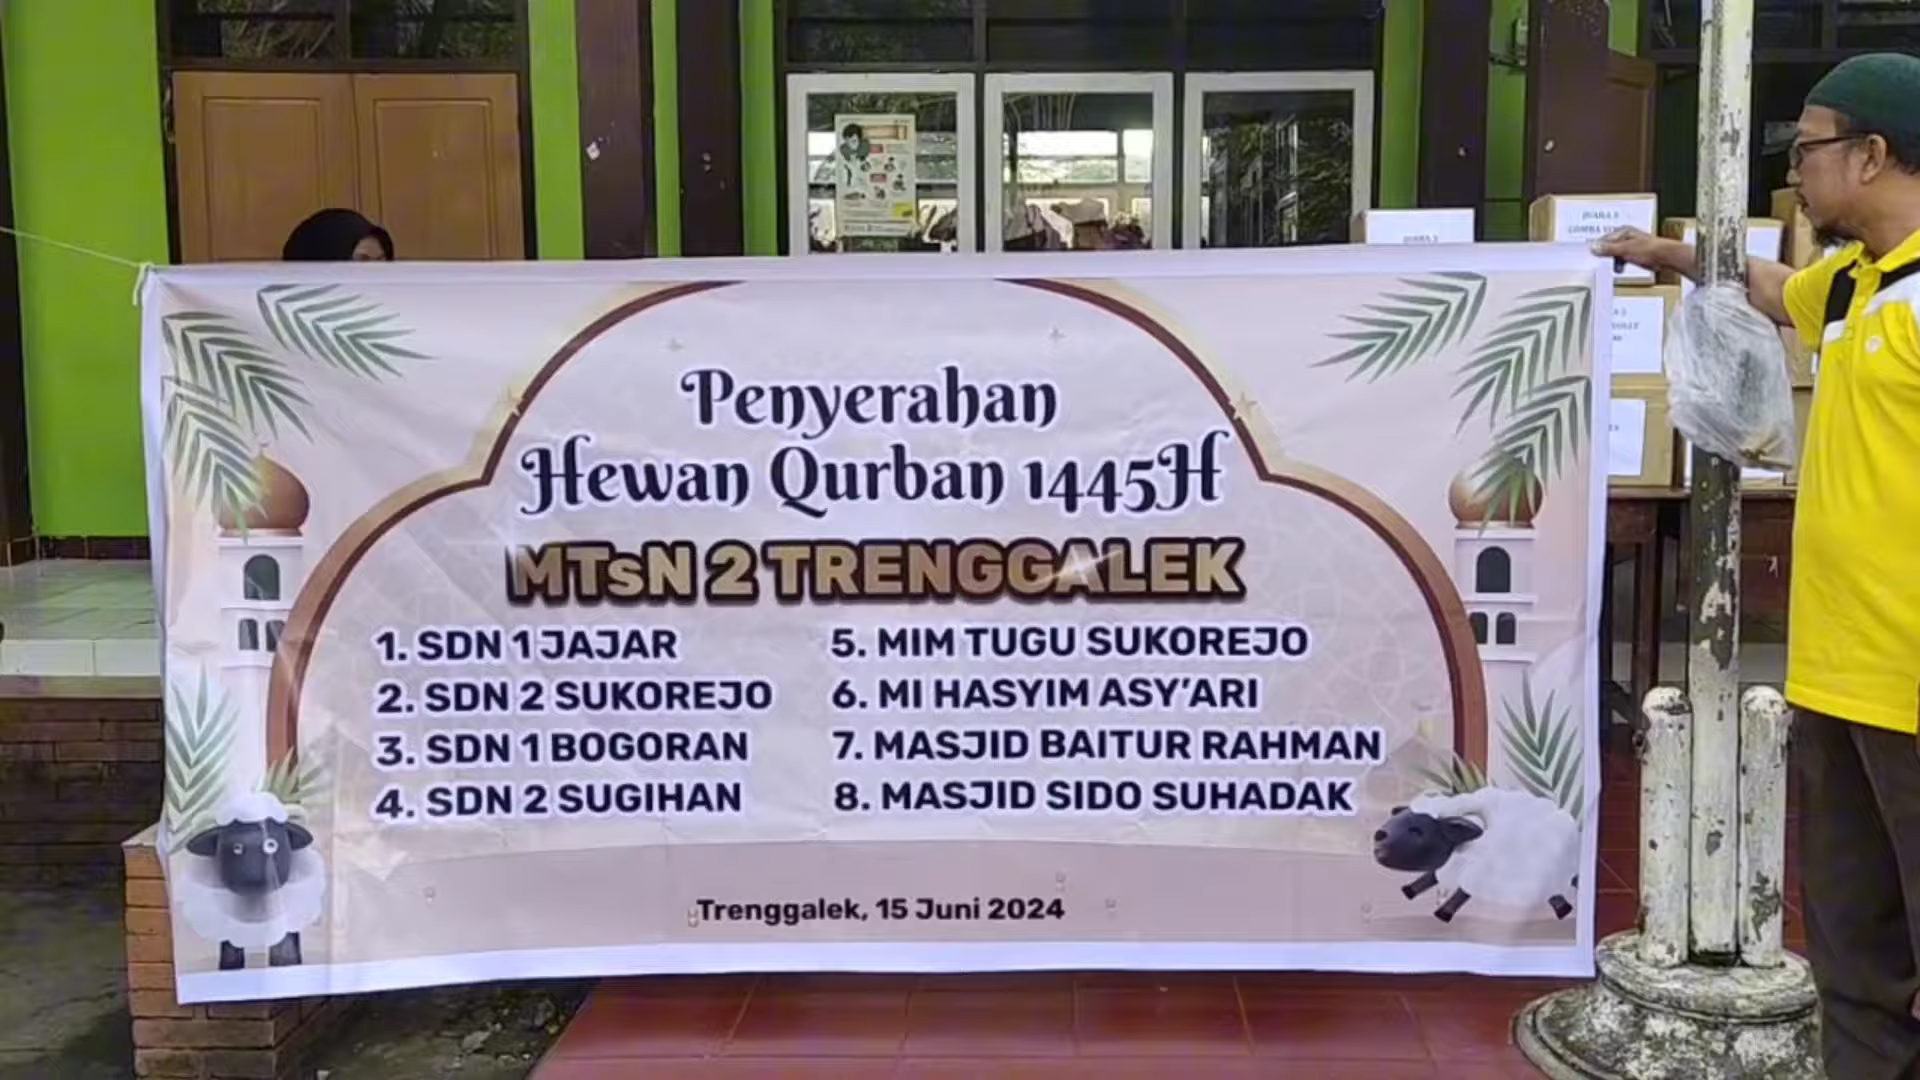 Penyerahan
Hewan Qurban 1445H
MTsN 2 TRENGGALEK
1. SDN 1 JAJAR
2. SDN 2 SUKOREJO
3. SDN 1 BOGORAN
4. SDN 2 SUGIHAN
5. MIM TUGU SUKOREJO
6. MI HASYIM ASY'ARI
7. MASJID BAITUR RAHMAN
8. MASJID SIDO SUHADAK
Trenggalek, 15 Juni 2024